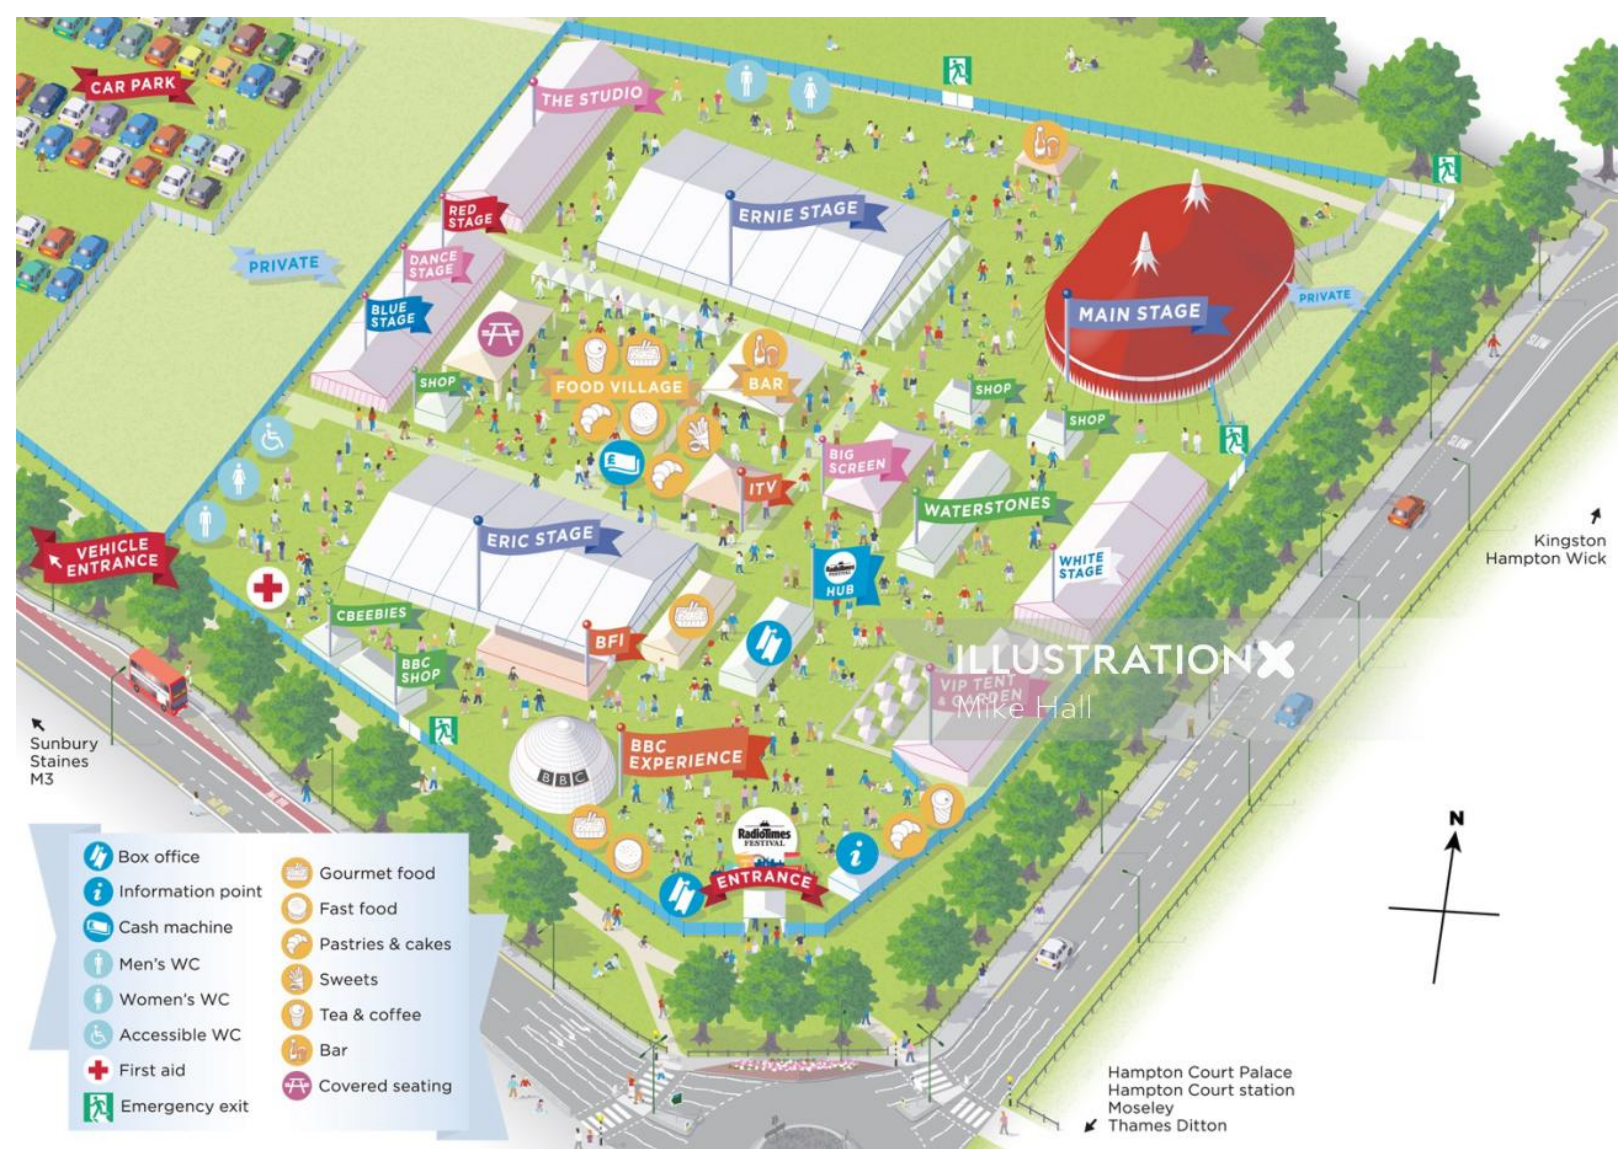 CAR PARK
THE STUDIO
RED
STAGE
ERNIE STAGE
DANCE
STAGE
PRIVATE
BLUE
STAGE
MAIN STAGE
PRIVATE
SLOW
SHOP
FOOD VILLAGE
BAR
SHOP
SHOP
SLOW
£
BIG
SCREEN
ITV
WATERSTONES
ERIC STAGE
VEHICLE
ENTRANCE
WHITE
STAGE
RadioTimes
FESTIVAL
HUB
Kingston
Hampton Wick
CBEEBIES
BFI
BBC
SHOP
ILLUSTRATIONX
Mike Hall
VIP TENT
& GARDEN
Sunbury
Staines
M3
BBC
EXPERIENCE
BBC
RadioTimes
FESTIVAL
ENTRANCE
i
N
Box office
i Information point
Cash machine
Men's WC
Women's WC
Accessible WC
First aid
Emergency exit
Gourmet food
Fast food
Pastries & cakes
Sweets
Tea & coffee
Bar
Covered seating
Hampton Court Palace
Hampton Court station
Moseley
Thames Ditton